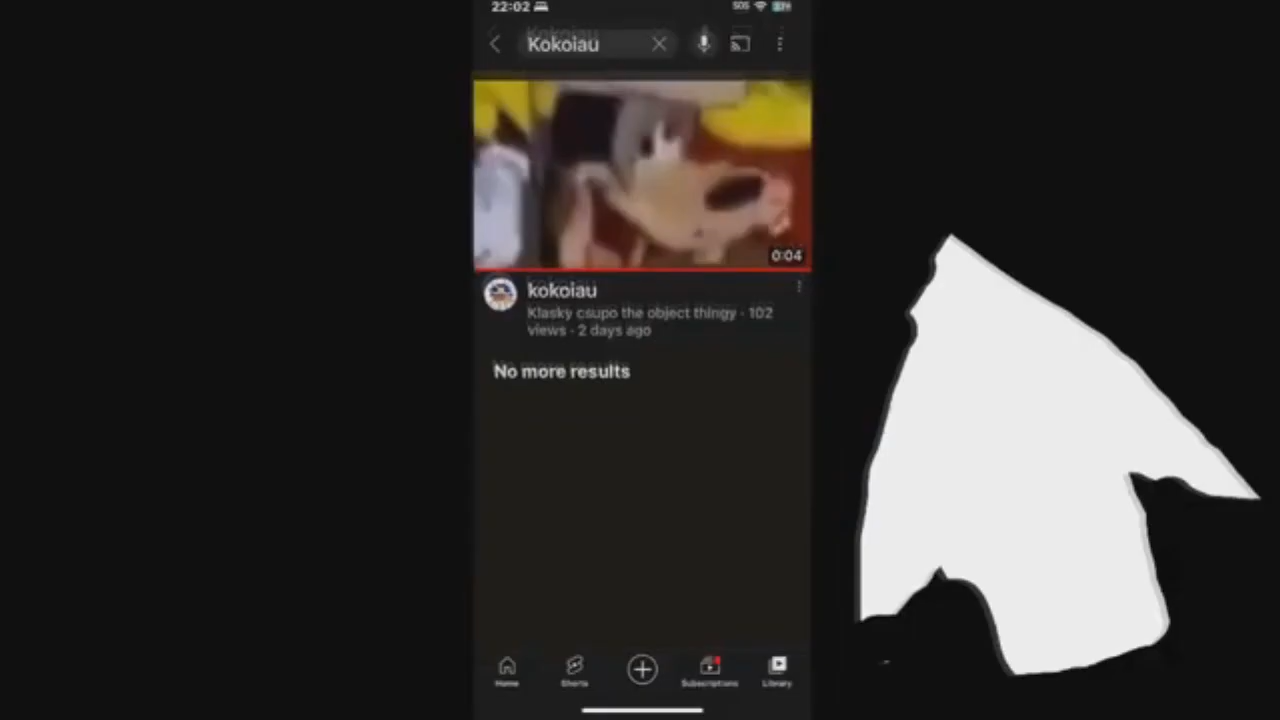 22:02
SOS
Kokoiau
0:04
kokoiau
Klasky csupo the object thingy · 102
views · 2 days ago
No more results
Home
Shorts
Subscriptions
Library